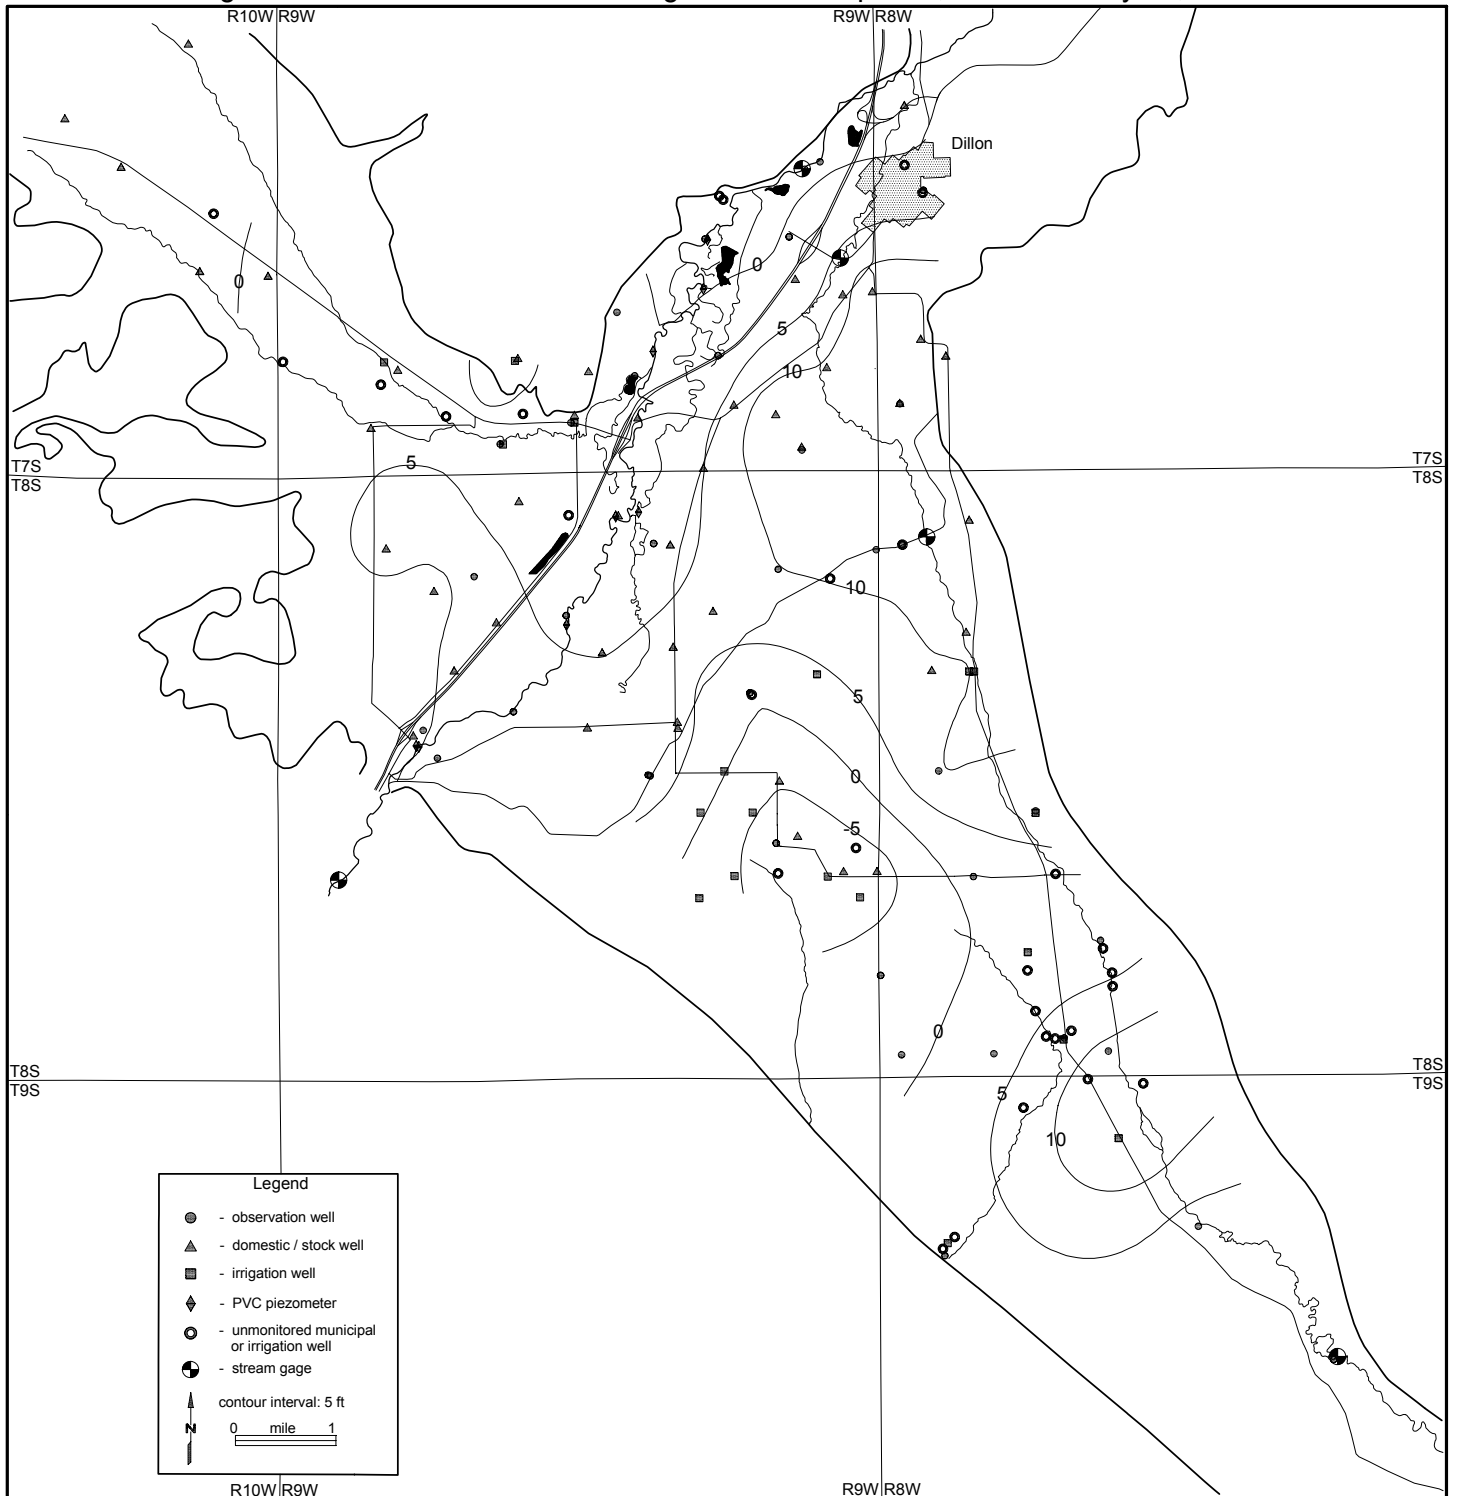 R10W R9W
R9W R8W
Dillon
0
0
5
10
5
T7S
T8S
T7S
T8S
10
5
0
-5
0
T8S
T9S
T8S
T9S
5
10
Legend
- observation well
- domestic / stock well
- irrigation well
- PVC piezometer
- unmonitored municipal
or irrigation well
- stream gage
contour interval: 5 ft
N
0 mile 1
R10W R9W
R9W R8W